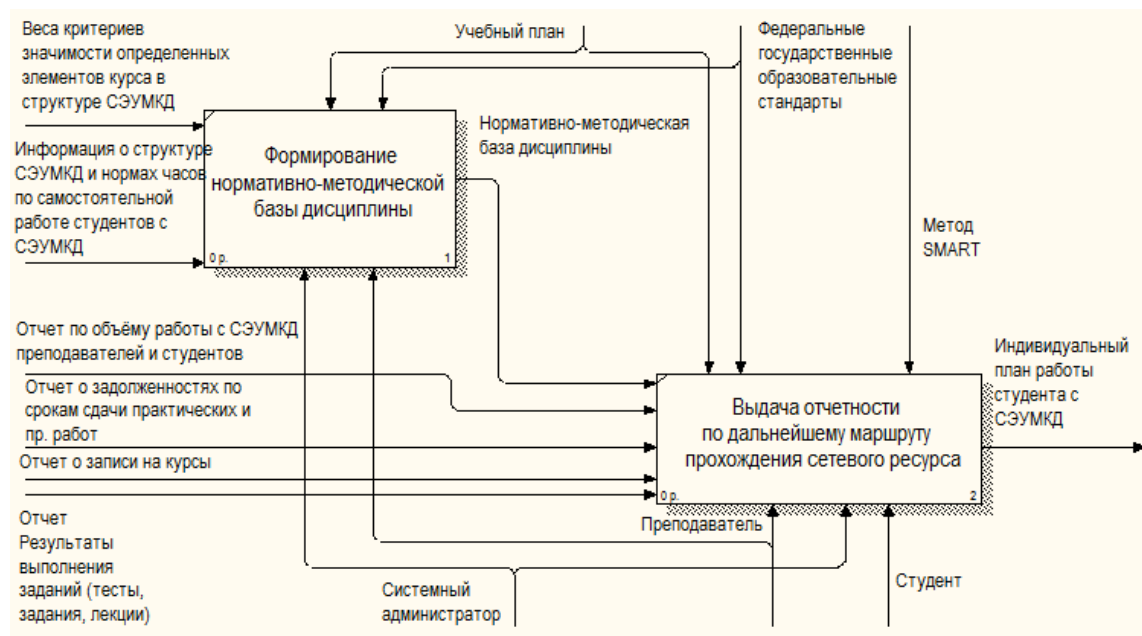 Веса критериев
значимости определенных
элементов курса в
структуре СЭУМКД
Учебный план
Федеральные
государственные
образовательные
стандарты
Информация о структуре
СЭУМКД и нормах часов
по самостоятельной
работе студентов с
СЭУМКД
Формирование
нормативно-методической
базы дисциплины
0 р.
1
Нормативно-методическая
база дисциплины
Метод
SMART
Отчет по объёму работы с СЭУМКД
преподавателей и студентов
Отчет о задолженностях по
срокам сдачи практических и
пр. работ
Отчет о записи на курсы
Отчет
Результаты
выполнения
заданий (тесты,
задания, лекции)
Выдача отчетности
по дальнейшему маршруту
прохождения сетевого ресурса
0 р.
2
Индивидуальный
план работы
студента с
СЭУМКД
Преподаватель
Системный
администратор
Студент